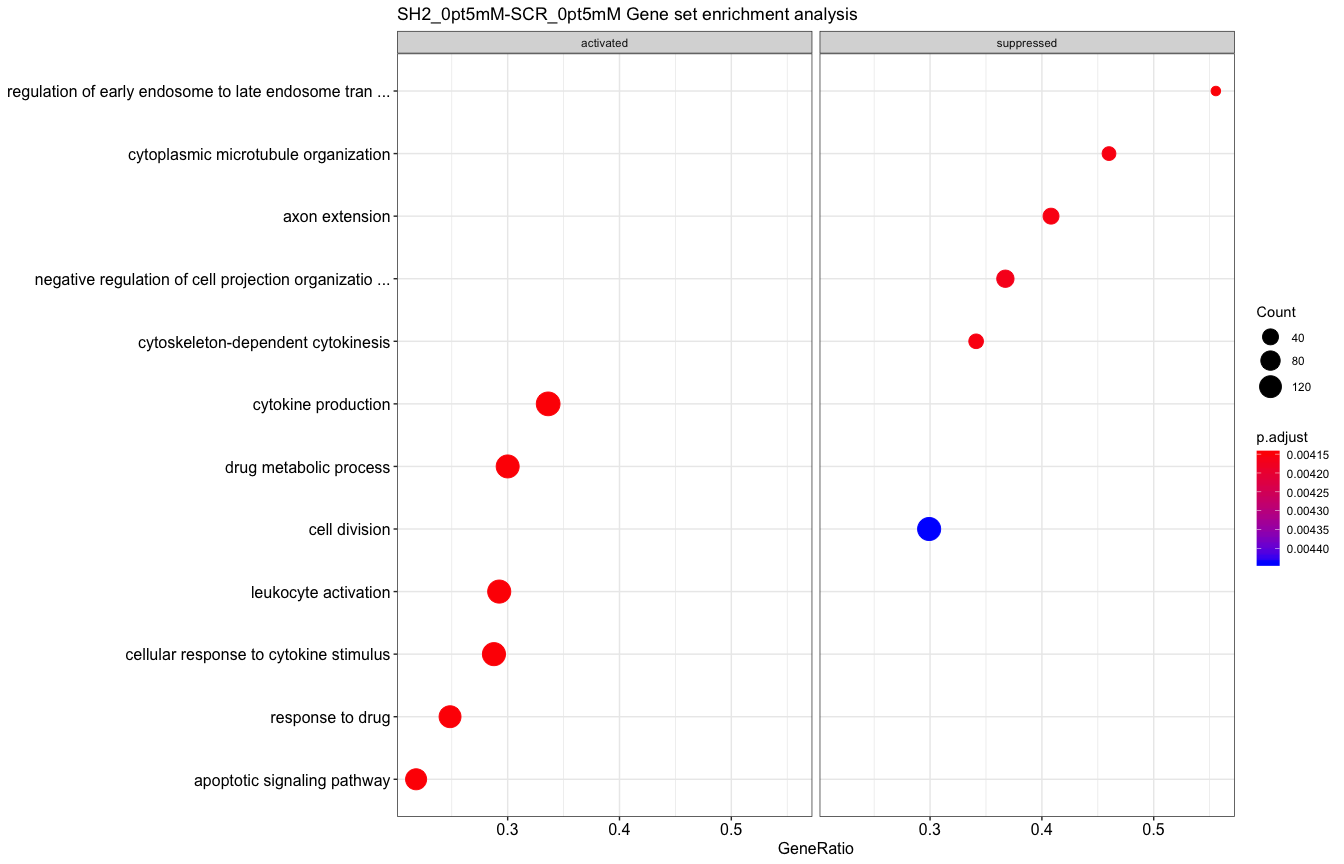 SH2_0pt5mM-SCR_0pt5mM Gene set enrichment analysis
activated
suppressed
regulation of early endosome to late endosome tran ...
cytoplasmic microtubule organization
axon extension
negative regulation of cell projection organizatio ...
cytoskeleton-dependent cytokinesis
cytokine production
drug metabolic process
cell division
leukocyte activation
cellular response to cytokine stimulus
response to drug
apoptotic signaling pathway
0.3
0.4
0.5
0.3
0.4
0.5
GeneRatio
Count
40
80
120
p.adjust
0.00415
0.00420
0.00425
0.00430
0.00435
0.00440